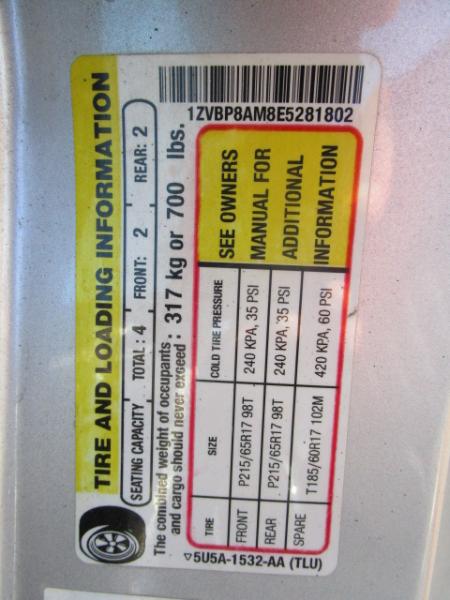 TIRE AND LOADING INFORMATION
SEATING CAPACITY TOTAL : 4 FRONT: 2 REAR: 2
The combined weight of occupants
and cargo should never exceed : 317 kg or 700 lbs.
TIRE SIZE COLD TIRE PRESSURE
FRONT P215/65R17 98T 240 KPA, 35 PSI
REAR P215/65R17 98T 240 KPA, 35 PSI
SPARE T185/60R17 102M 420 KPA, 60 PSI
SEE OWNERS
MANUAL FOR
ADDITIONAL
INFORMATION
5U5A-1532-AA (TLU)
1ZVBP8AM8E5281802